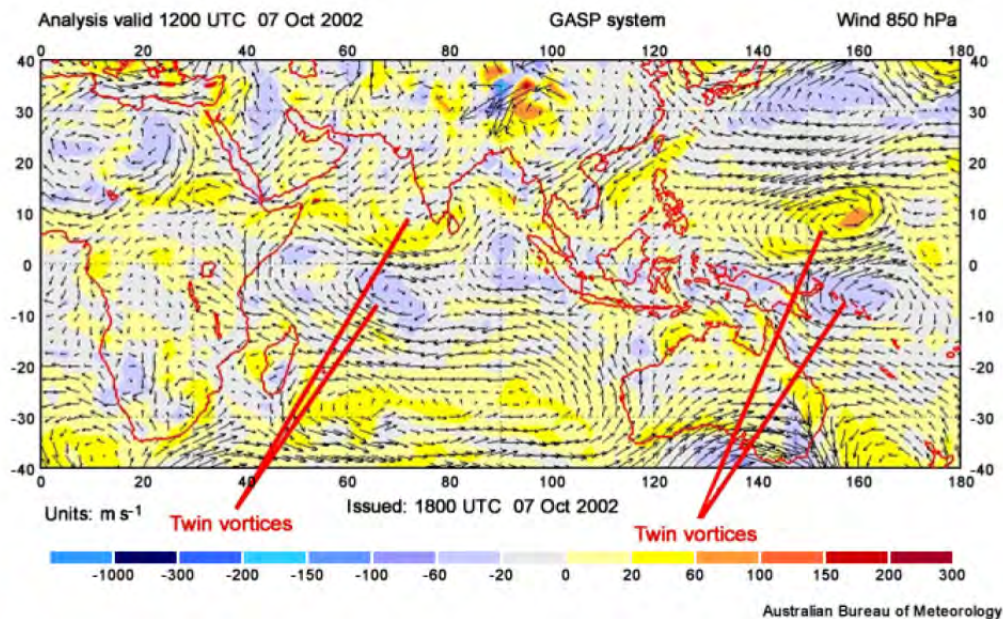 Analysis valid 1200 UTC 07 Oct 2002 GASP system Wind 850 hPa
0 20 40 60 80 100 120 140 160 180
40 40
30 30
20 20
10 10
0 0
-10 -10
-20 -20
-30 -30
-40 -40
0 20 40 60 80 100 120 140 160 180
Units: m s⁻¹ Issued: 1800 UTC 07 Oct 2002
Twin vortices Twin vortices
-1000 -300 -200 -150 -100 -60 -20 0 20 60 100 150 200 300
Australian Bureau of Meteorology